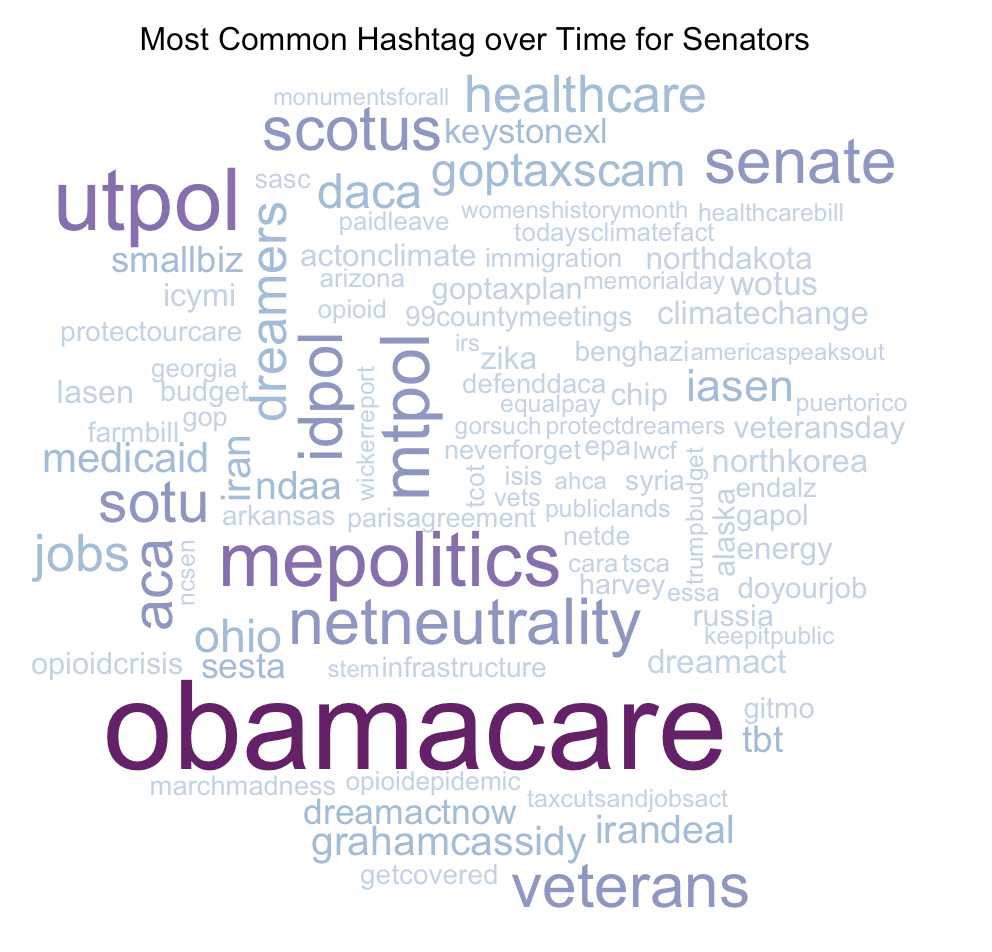 Most Common Hashtag over Time for Senators
monumentsforall healthcare
scotus keystonexl
senate
utpol sasc daca goptaxscam
paidleave womenshistorymonth healthcarebill
todaysclimatefact
smallbiz dreamers actonclimate immigration northdakota
icymi arizona goptaxplan memorialday wotus
opioid 99countymeetings climatechange
protectourcare idpol mtpol irs zika benghazi americaspeaksout
georgia
lasen budget wickerreport defenddaca chip iasen
equalpay puertorico
farmbill gop gorsuch protectdreamers veteransday
medicaid iran neverforget epa lwcf northkorea
ndaa tcot isis ahca syria trumpbudget endalz
sotu arkansas parisagreement vets publiclands alaska gapol
jobs aca ncsen mepolitics netde energy
cara tsca
harvey essa doyourjob
netneutrality russia
ohio keepitpublic
opioidcrisis sesta stem infrastructure dreamact
obamacare gitmo
tbt
marchmadness opioidepidemic
dreamactnow taxcutsandjobsact
grahamcassidy irandeal
getcovered veterans